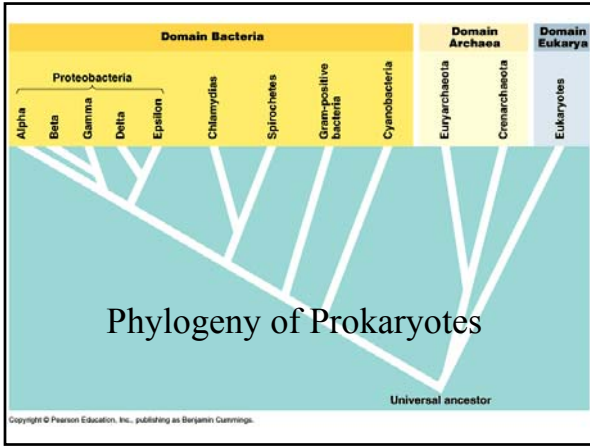 Domain Bacteria
Domain
Archaea
Domain
Eukarya
Proteobacteria
Alpha
Beta
Gamma
Delta
Epsilon
Chlamydias
Spirochetes
Gram-positive
bacteria
Cyanobacteria
Euryarchaeota
Crenarchaeota
Eukaryotes
Phylogeny of Prokaryotes
Universal ancestor
Copyright © Pearson Education, Inc., publishing as Benjamin Cummings.